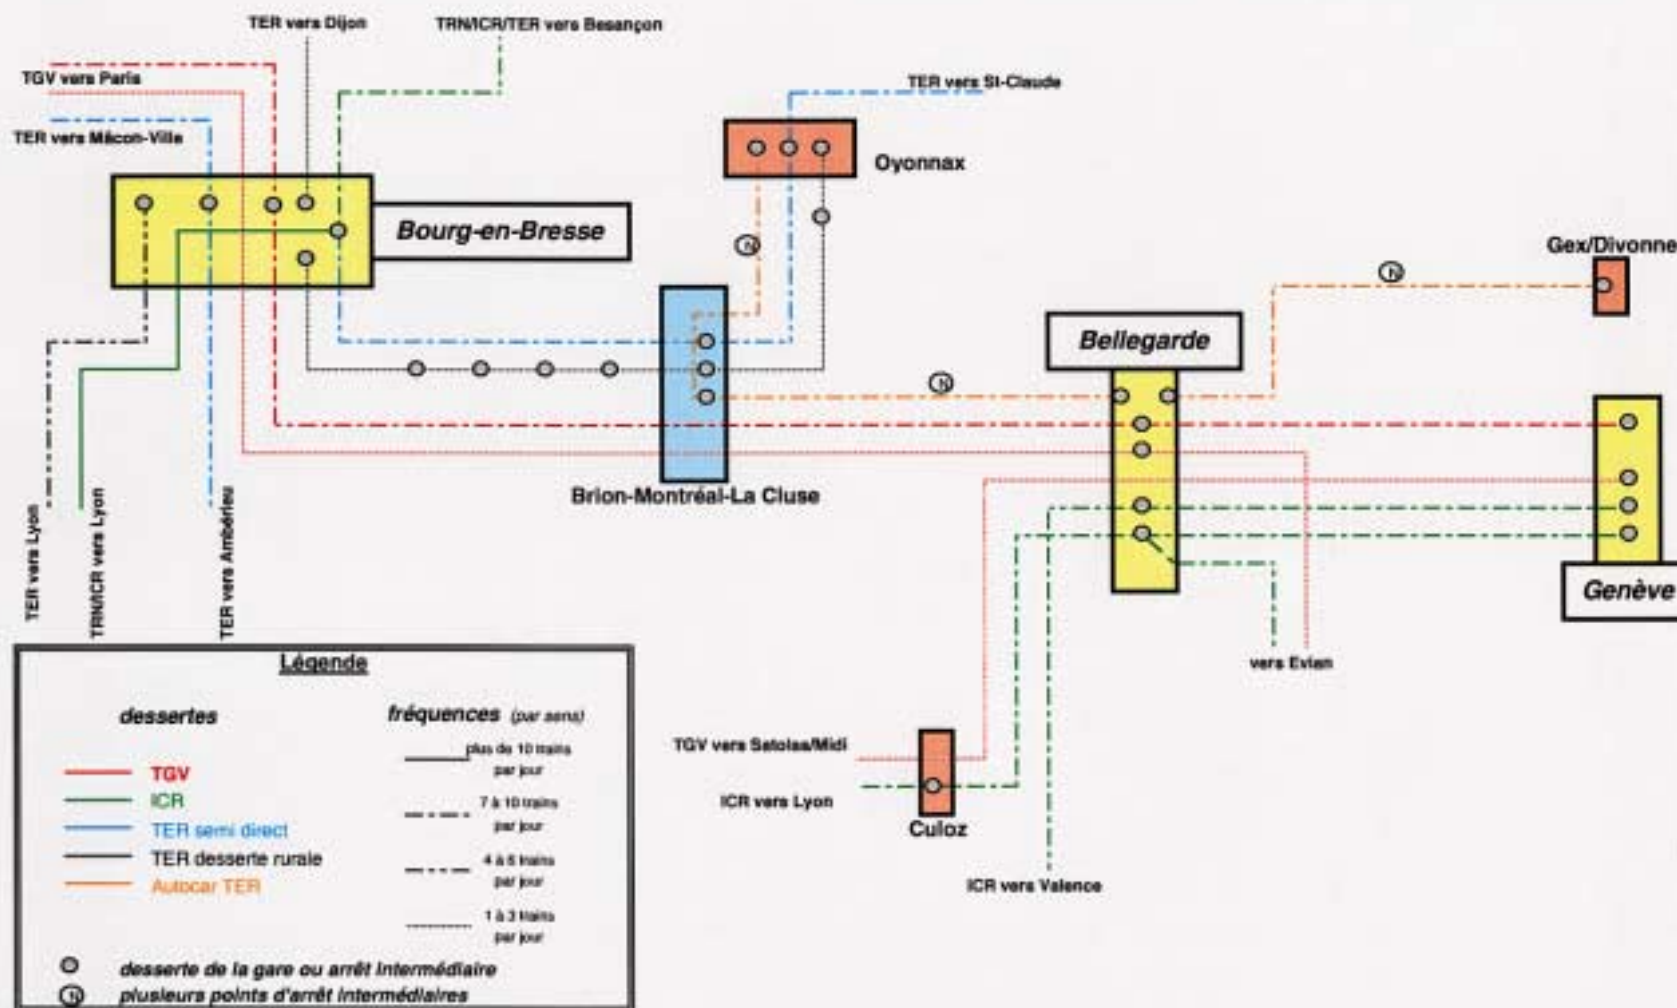 TER vers Dijon
TRN/ICR/TER vers Besançon
TGV vers Paris
TER vers St-Claude
TER vers Mâcon-Ville
Oyonnax
Bourg-en-Bresse
N
Gex/Divonne
N
Bellegarde
N
Brion-Montréal-La Cluse
TER vers Lyon
TRN/ICR vers Lyon
TER vers Ambérieu
Genève
vers Evian
TGV vers Satolas/Midi
ICR vers Lyon
Culoz
ICR vers Valence
Légende
dessertes
fréquences (par sens)
TGV
ICR
TER semi direct
TER desserte rurale
Autocar TER
plus de 10 trains
par jour
7 à 10 trains
par jour
4 à 6 trains
par jour
1 à 3 trains
par jour
desserte de la gare ou arrêt intermédiaire
N
plusieurs points d'arrêt intermédiaires